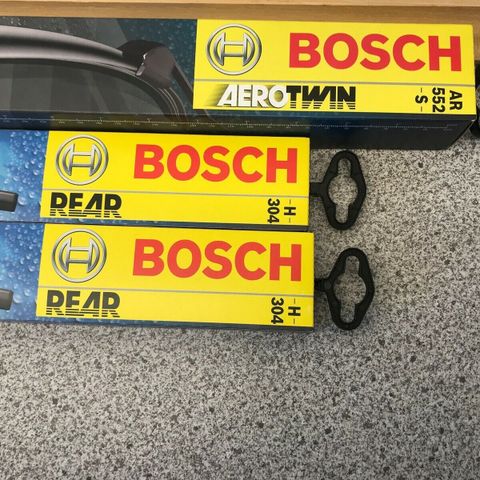 BOSCH
AEROTWIN
AR
552
-S-
BOSCH
REAR
-H-
304
BOSCH
REAR
-H-
304